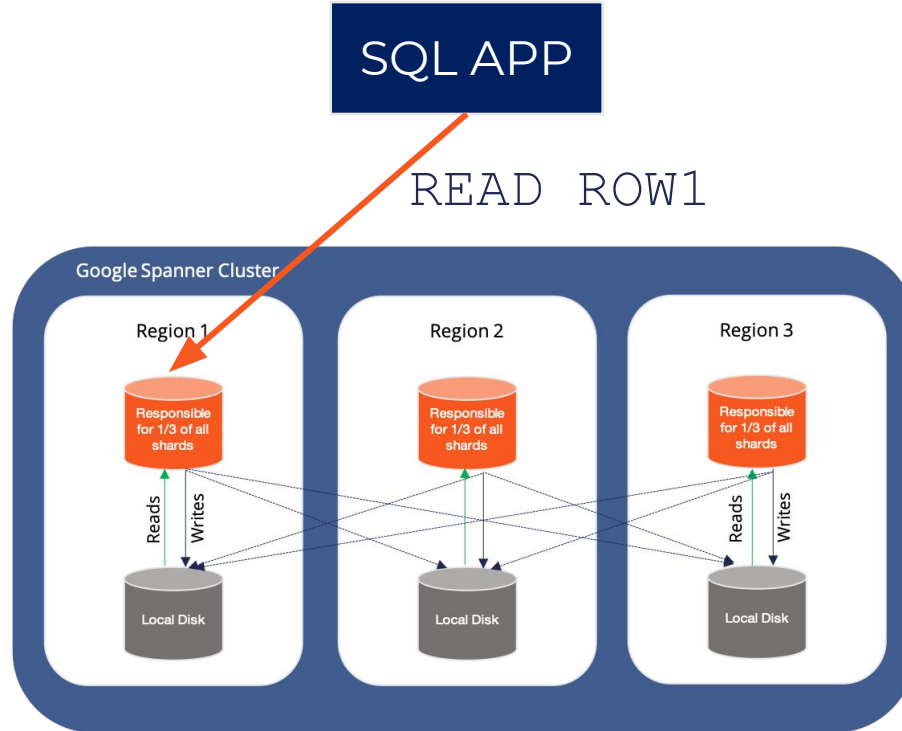 SQL APP
READ ROW1
Google Spanner Cluster
Region 1
Region 2
Region 3
Responsible
for 1/3 of all
shards
Responsible
for 1/3 of all
shards
Responsible
for 1/3 of all
shards
Reads
Writes
Reads
Writes
Local Disk
Local Disk
Local Disk